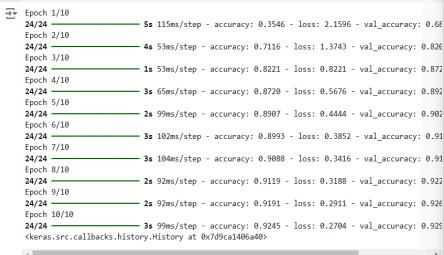 Epoch 1/10
24/24 5s 115ms/step - accuracy: 0.3546 - loss: 2.1596 - val_accuracy: 0.68
Epoch 2/10
24/24 4s 53ms/step - accuracy: 0.7116 - loss: 1.3743 - val_accuracy: 0.820
Epoch 3/10
24/24 1s 53ms/step - accuracy: 0.8221 - loss: 0.8221 - val_accuracy: 0.872
Epoch 4/10
24/24 3s 65ms/step - accuracy: 0.8720 - loss: 0.5676 - val_accuracy: 0.892
Epoch 5/10
24/24 2s 99ms/step - accuracy: 0.8907 - loss: 0.4444 - val_accuracy: 0.902
Epoch 6/10
24/24 3s 102ms/step - accuracy: 0.8993 - loss: 0.3852 - val_accuracy: 0.91
Epoch 7/10
24/24 3s 104ms/step - accuracy: 0.9088 - loss: 0.3416 - val_accuracy: 0.91
Epoch 8/10
24/24 2s 92ms/step - accuracy: 0.9119 - loss: 0.3188 - val_accuracy: 0.922
Epoch 9/10
24/24 2s 92ms/step - accuracy: 0.9191 - loss: 0.2911 - val_accuracy: 0.926
Epoch 10/10
24/24 3s 99ms/step - accuracy: 0.9245 - loss: 0.2704 - val_accuracy: 0.929
<keras.src.callbacks.history.History at 0x7d9ca1406a40>